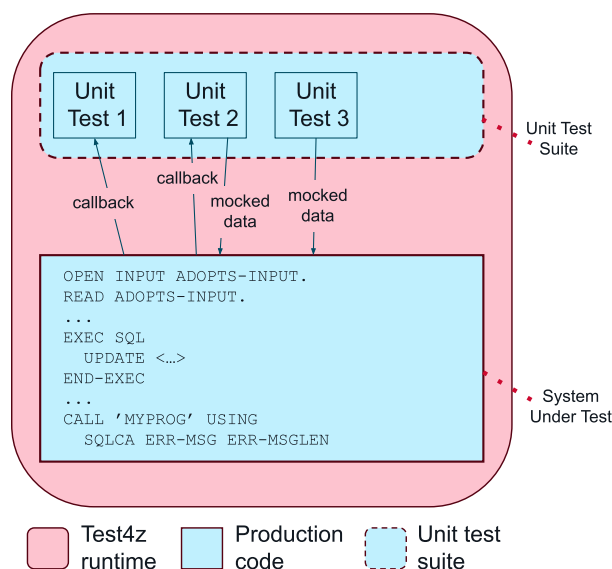 Unit
Test 1
Unit
Test 2
Unit
Test 3
Unit Test
Suite
callback
callback
mocked
data
mocked
data
OPEN INPUT ADOPTS-INPUT.
READ ADOPTS-INPUT.
...
EXEC SQL
UPDATE <…>
END-EXEC
...
CALL ’MYPROG’ USING
SQLCA ERR-MSG ERR-MSGLEN
System
Under Test
Test4z
runtime
Production
code
Unit test
suite